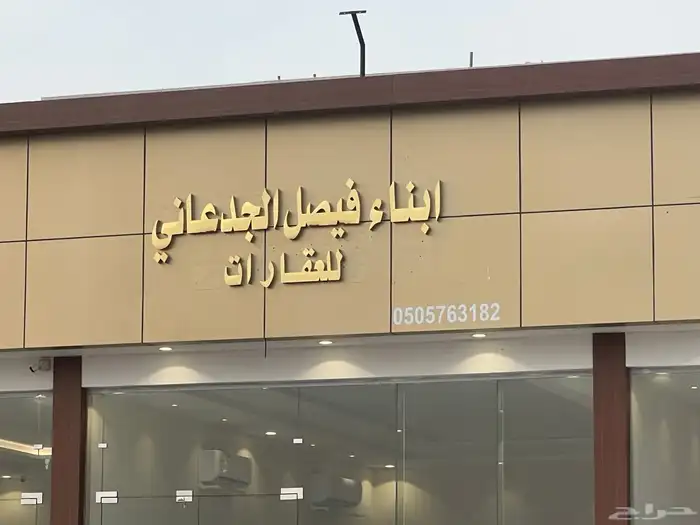 ابناء فيصل الجدعاني
للعقارات
0505763182
حراج